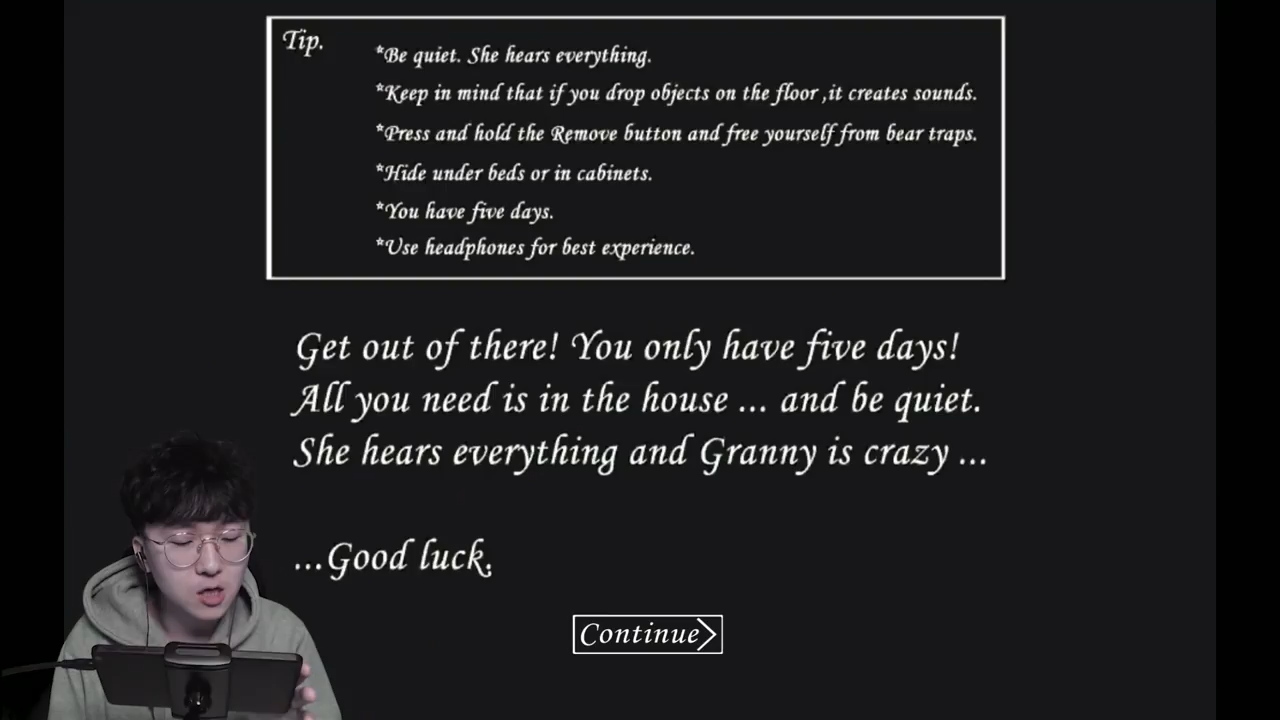 Tip.
*Be quiet. She hears everything.
*Keep in mind that if you drop objects on the floor ,it creates sounds.
*Press and hold the Remove button and free yourself from bear traps.
*Hide under beds or in cabinets.
*You have five days.
*Use headphones for best experience.
Get out of there! You only have five days!
All you need is in the house ... and be quiet.
She hears everything and Granny is crazy ...
...Good luck.
Continue>